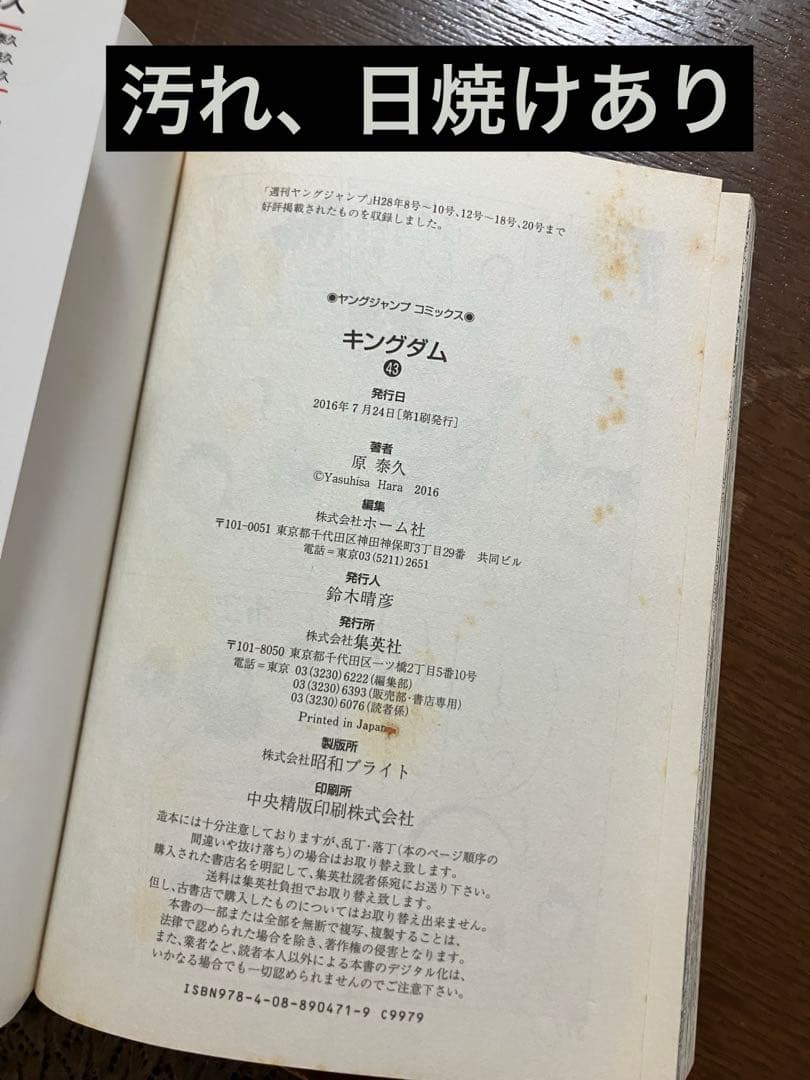 汚れ、日焼けあり
「週刊ヤングジャンプ」H28年8号〜10号、12号〜18号、20号まで
好評掲載されたものを収録しました。
◉ヤングジャンプ コミックス◉
キングダム
43
発行日
2016年7月24日[第1刷発行]
著者
原 泰久
©Yasuhisa Hara 2016
編集
株式会社ホーム社
〒101-0051 東京都千代田区神田神保町3丁目29番 共同ビル
電話=東京03(5211)2651
発行人
鈴木晴彦
発行所
株式会社集英社
〒101-8050 東京都千代田区一ツ橋2丁目5番10号
電話=東京 03(3230)6222(編集部)
03(3230)6393(販売部・書店専用)
03(3230)6076(読者係)
Printed in Japan
製版所
株式会社昭和ブライト
印刷所
中央精版印刷株式会社
造本には十分注意しておりますが、乱丁・落丁(本のページ順序の
間違いや抜け落ち)の場合はお取り替え致します。
購入された書店名を明記して、集英社読者係宛にお送り下さい。
送料は集英社負担でお取り替え致します。
但し、古書店で購入したものについてはお取り替え出来ません。
本書の一部または全部を無断で複写、複製することは、
法律で認められた場合を除き、著作権の侵害となります。
また、業者など、読者本人以外による本書のデジタル化は、
いかなる場合でも一切認められませんのでご注意下さい。
ISBN978-4-08-890471-9 C9979